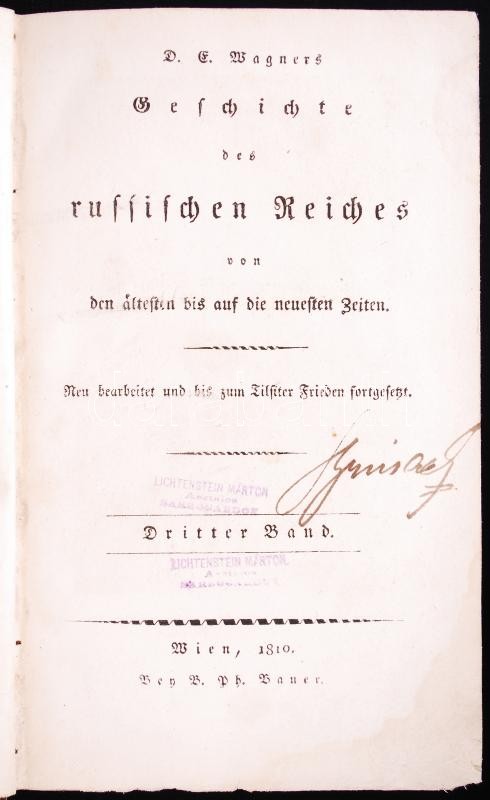 D. E. Wagners
Geschichte
des
russischen Reiches
von
den ältesten bis auf die neuesten Zeiten.
Neu bearbeitet und bis zum Tilsiter Frieden fortgesetzt.
LICHTENSTEIN MÁRTON
SÁRBOGÁRDON
Dritter Band.
LICHTENSTEIN MÁRTON
Wien, 1810.
Bey B. Ph. Bauer.